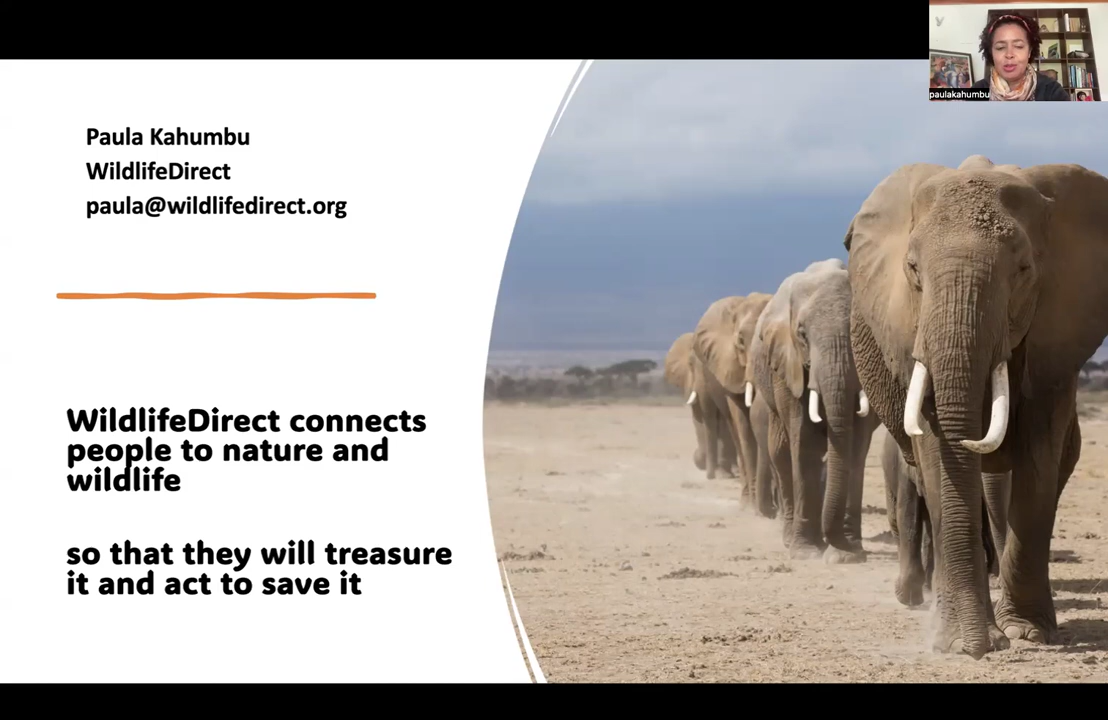 Paula Kahumbu
WildlifeDirect
paula@wildlifedirect.org
WildlifeDirect connects
people to nature and
wildlife
so that they will treasure
it and act to save it
paulakahumbu